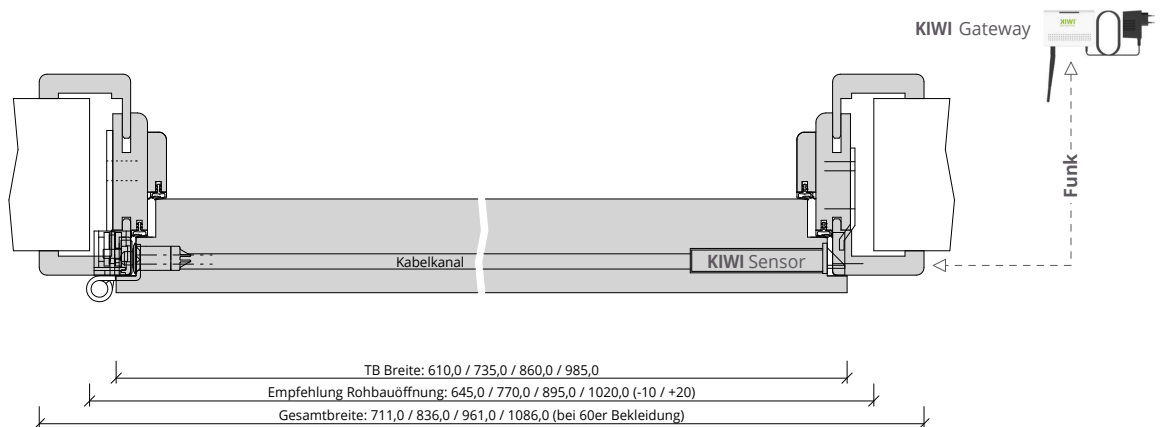 KIWI Gateway
KIWI
Funk
Kabelkanal
KIWI Sensor
TB Breite: 610,0 / 735,0 / 860,0 / 985,0
Empfehlung Rohbauöffnung: 645,0 / 770,0 / 895,0 / 1020,0 (-10 / +20)
Gesamtbreite: 711,0 / 836,0 / 961,0 / 1086,0 (bei 60er Bekleidung)